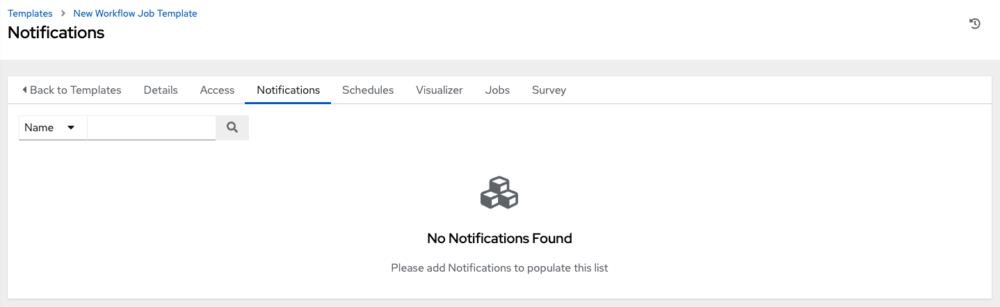 Templates New Workflow Job Template
Notifications
Back to Templates Details Access Notifications Schedules Visualizer Jobs Survey
Name
No Notifications Found
Please add Notifications to populate this list